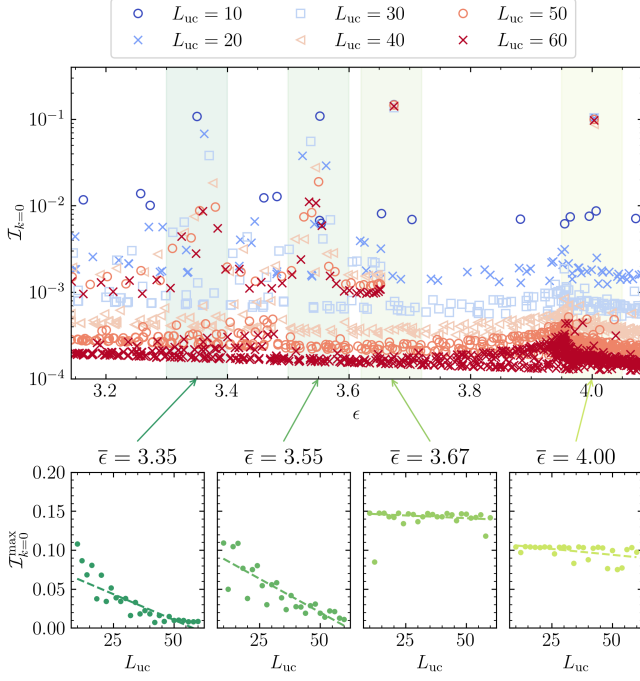 L_uc = 10 L_uc = 30 L_uc = 50
L_uc = 20 L_uc = 40 L_uc = 60
10⁻¹
10⁻²
10⁻³
10⁻⁴
𝓘_{k=0}
3.2 3.4 3.6 3.8 4.0
ϵ
ϵ̅ = 3.35 ϵ̅ = 3.55 ϵ̅ = 3.67 ϵ̅ = 4.00
0.20
0.15
0.10
0.05
0.00
𝓘^{max}_{k=0}
25 50 25 50 25 50 25 50
L_uc L_uc L_uc L_uc